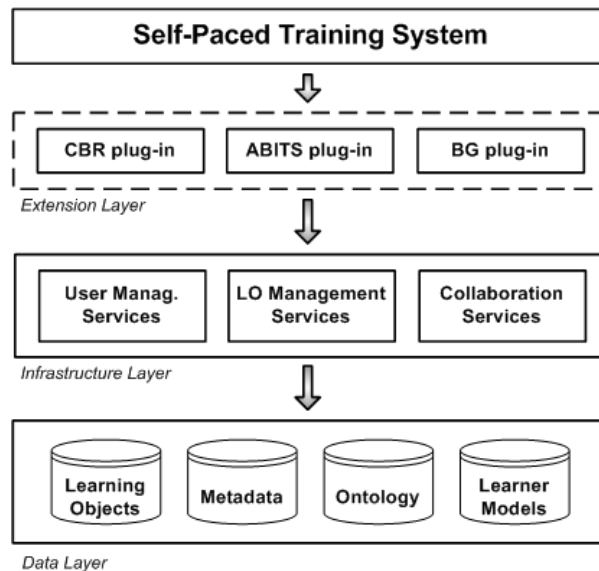 Self-Paced Training System
CBR plug-in
ABITS plug-in
BG plug-in
Extension Layer
User Manag.
Services
LO Management
Services
Collaboration
Services
Infrastructure Layer
Learning
Objects
Metadata
Ontology
Learner
Models
Data Layer